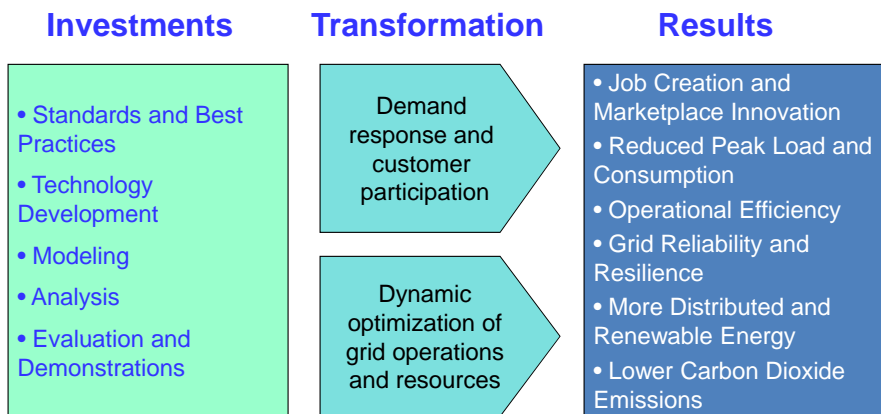 Investments
• Standards and Best
Practices
• Technology
Development
• Modeling
• Analysis
• Evaluation and
Demonstrations
Transformation
Demand
response and
customer
participation
Dynamic
optimization of
grid operations
and resources
Results
• Job Creation and
Marketplace Innovation
• Reduced Peak Load and
Consumption
• Operational Efficiency
• Grid Reliability and
Resilience
• More Distributed and
Renewable Energy
• Lower Carbon Dioxide
Emissions